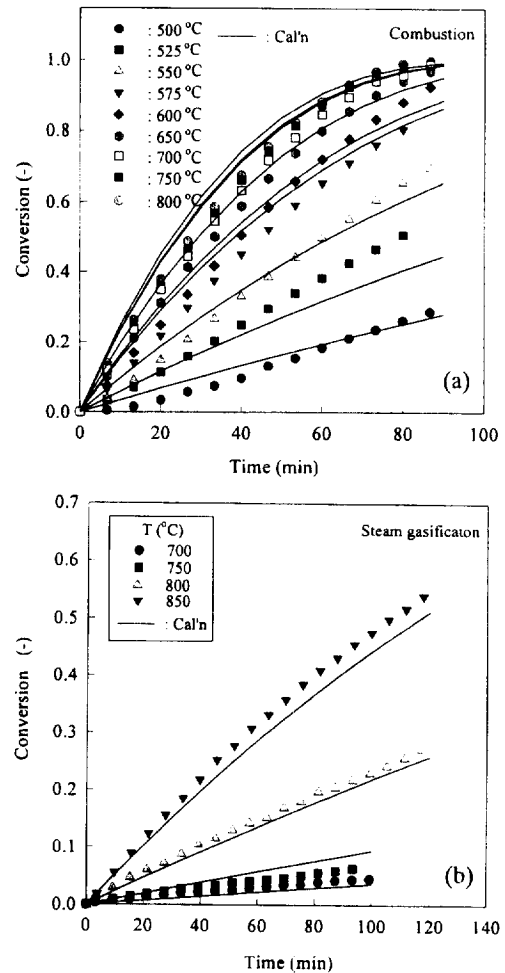 : 500 °C
: 525 °C
: 550 °C
: 575 °C
: 600 °C
: 650 °C
: 700 °C
: 750 °C
: 800 °C
: Cal'n
Combustion
1.0
0.8
0.6
0.4
0.2
0.0
Conversion (-)
(a)
0 20 40 60 80 100
Time (min)
0.7
0.6
0.5
0.4
0.3
0.2
0.1
0.0
Conversion (-)
T (°C)
700
750
800
850
: Cal'n
Steam gasificaton
(b)
0 20 40 60 80 100 120 140
Time (min)